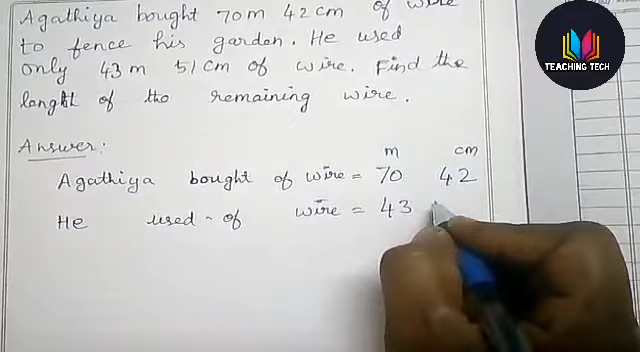 Agathiya bought 70m 42cm of wire
to fence his garden. He used
only 43m 51cm of wire. Find the
length of the remaining wire.
Answer:
m cm
Agathiya bought of wire = 70 42
He used - of wire = 43
TEACHING TECH